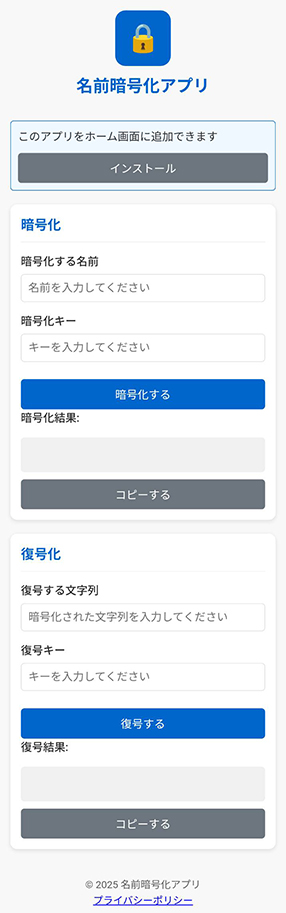 名前暗号化アプリ
このアプリをホーム画面に追加できます
インストール
暗号化
暗号化する名前
名前を入力してください
暗号化キー
キーを入力してください
暗号化する
暗号化結果:
コピーする
復号化
復号する文字列
暗号化された文字列を入力してください
復号キー
キーを入力してください
復号する
復号結果:
コピーする
© 2025 名前暗号化アプリ
プライバシーポリシー